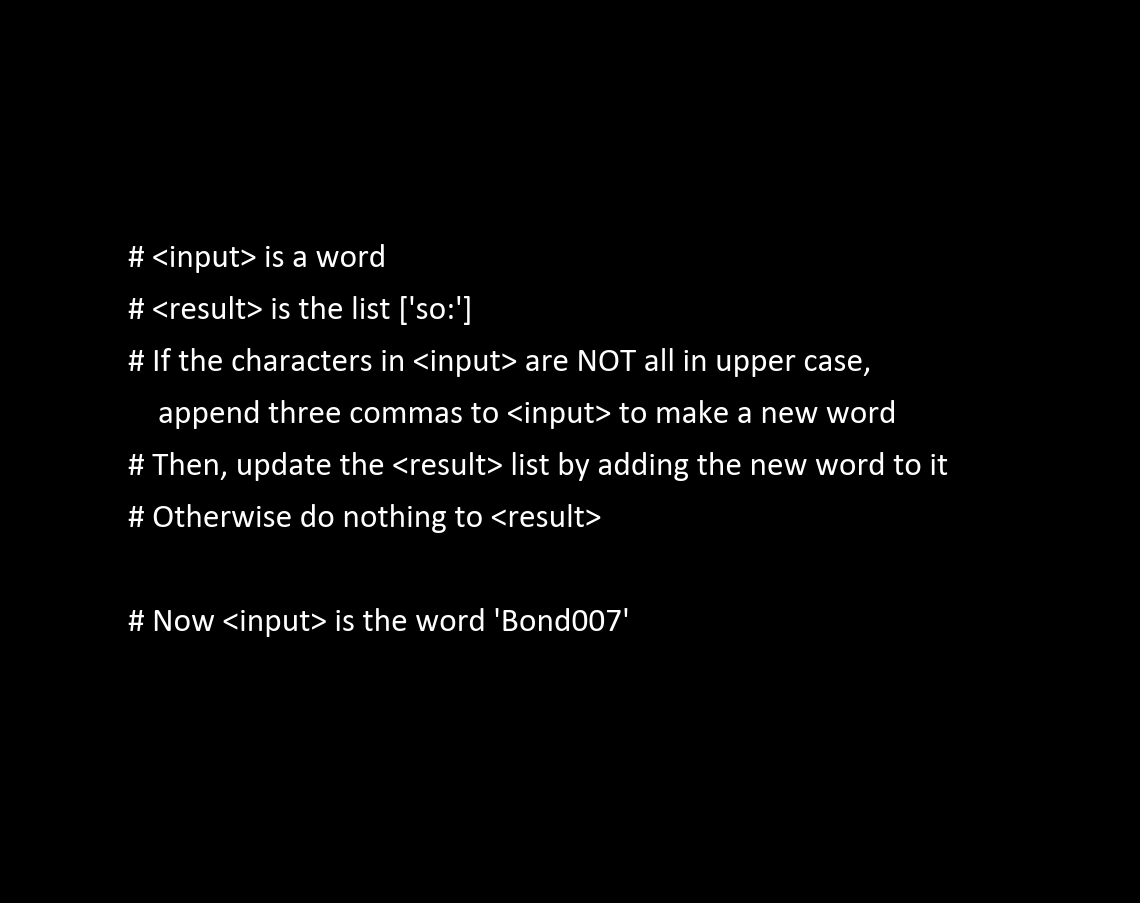 # <input> is a word
# <result> is the list ['so:']
# If the characters in <input> are NOT all in upper case,
append three commas to <input> to make a new word
# Then, update the <result> list by adding the new word to it
# Otherwise do nothing to <result>
# Now <input> is the word 'Bond007'